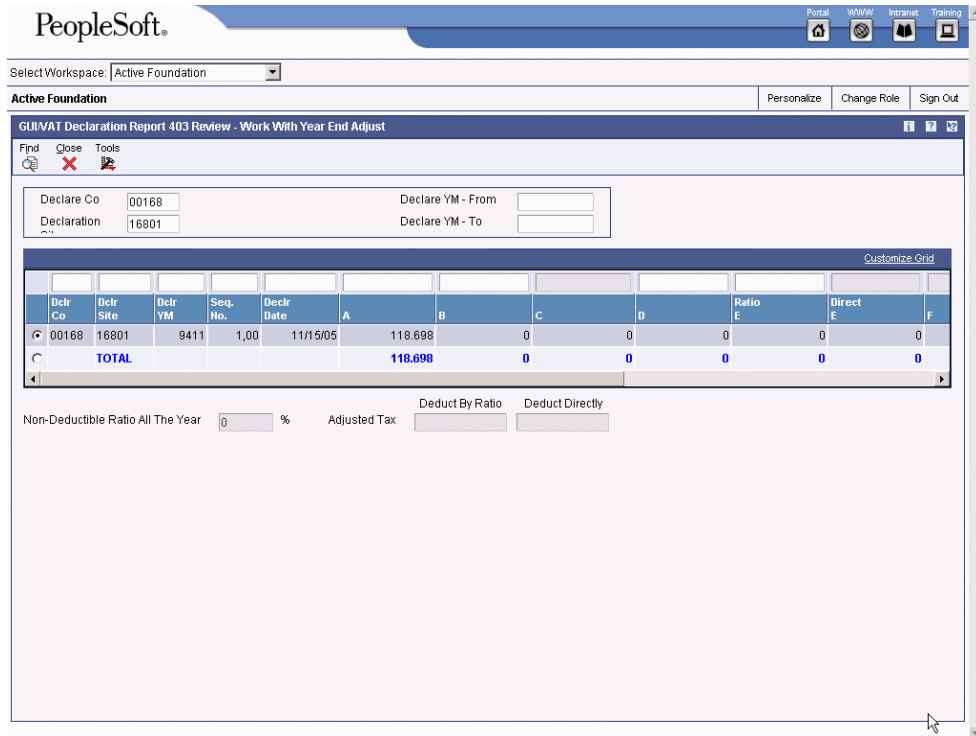 Portal WWW Intranet Training
PeopleSoft.
Select Workspace: Active Foundation
Active Foundation Personalize Change Role Sign Out
GUI/VAT Declaration Report 403 Review - Work With Year End Adjust
Find Close Tools
Declare Co 00168 Declare YM - From
Declaration 16801 Declare YM - To
Customize Grid
Dclr Dclr Dclr Seq. Declr Ratio Direct
Co Site YM No. Date A B C D E E F
00168 16801 9411 1,00 11/15/05 118.698 0 0 0 0 0
TOTAL 118.698 0 0 0 0 0
Deduct By Ratio Deduct Directly
Non-Deductible Ratio All The Year 0 % Adjusted Tax